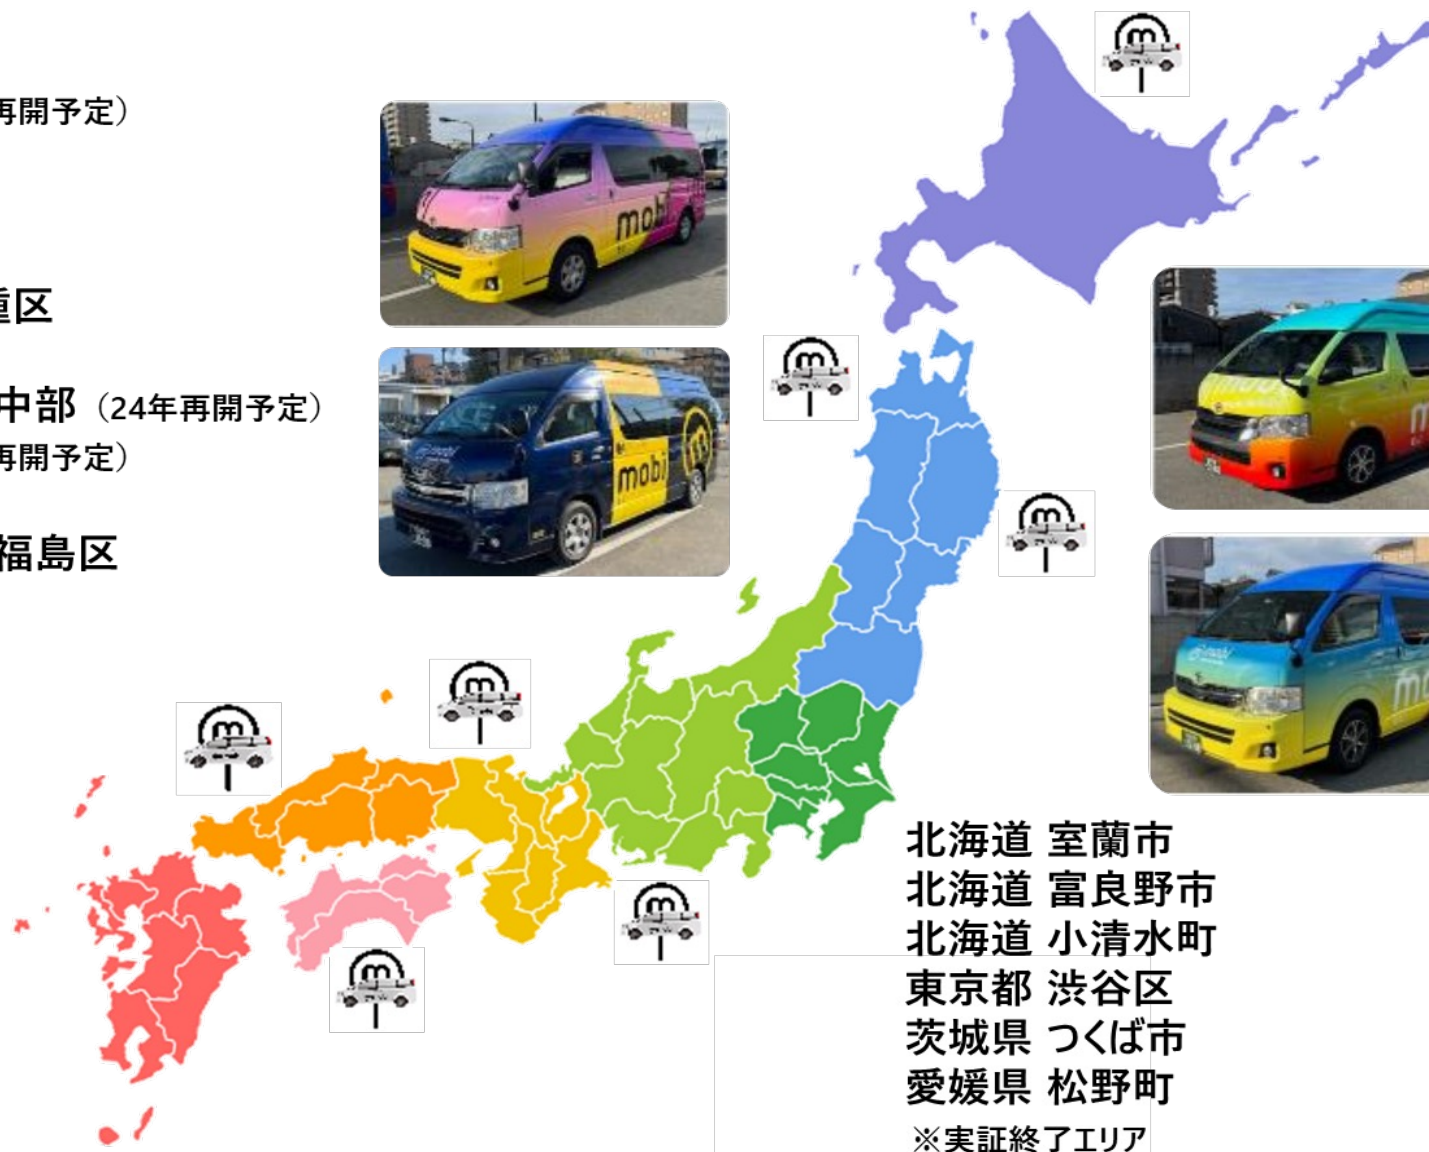 再開予定）
重区
中部（24年再開予定）
再開予定）
福島区
mobi
mobi
mobi
北海道 室蘭市
北海道 富良野市
北海道 小清水町
東京都 渋谷区
茨城県 つくば市
愛媛県 松野町
※実証終了エリア